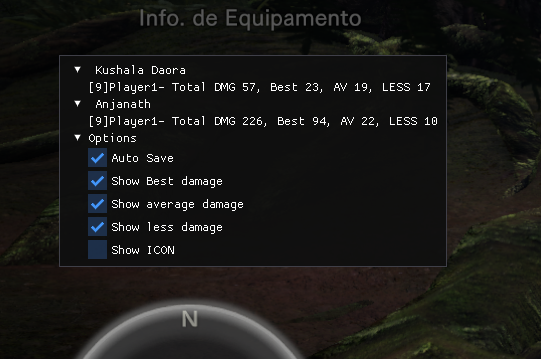 Info. de Equipamento
▼ Kushala Daora
[9]Player1- Total DMG 57, Best 23, AV 19, LESS 17
▼ Anjanath
[9]Player1- Total DMG 226, Best 94, AV 22, LESS 10
▼ Options
Auto Save
Show Best damage
Show average damage
Show less damage
Show ICON
N